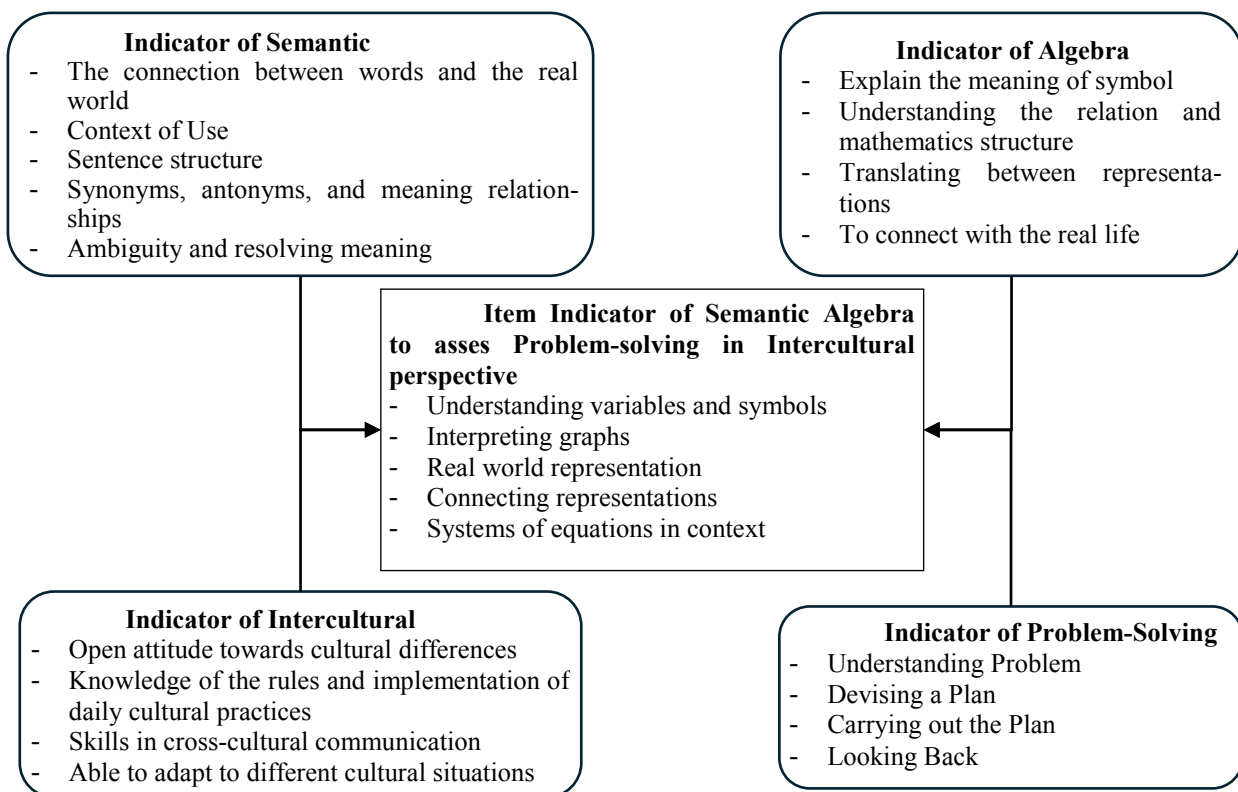 Indicator of Semantic
- The connection between words and the real
world
- Context of Use
- Sentence structure
- Synonyms, antonyms, and meaning relation-
ships
- Ambiguity and resolving meaning
Indicator of Algebra
- Explain the meaning of symbol
- Understanding the relation and
mathematics structure
- Translating between representa-
tions
- To connect with the real life
Item Indicator of Semantic Algebra
to asses Problem-solving in Intercultural
perspective
- Understanding variables and symbols
- Interpreting graphs
- Real world representation
- Connecting representations
- Systems of equations in context
Indicator of Intercultural
- Open attitude towards cultural differences
- Knowledge of the rules and implementation of
daily cultural practices
- Skills in cross-cultural communication
- Able to adapt to different cultural situations
Indicator of Problem-Solving
- Understanding Problem
- Devising a Plan
- Carrying out the Plan
- Looking Back